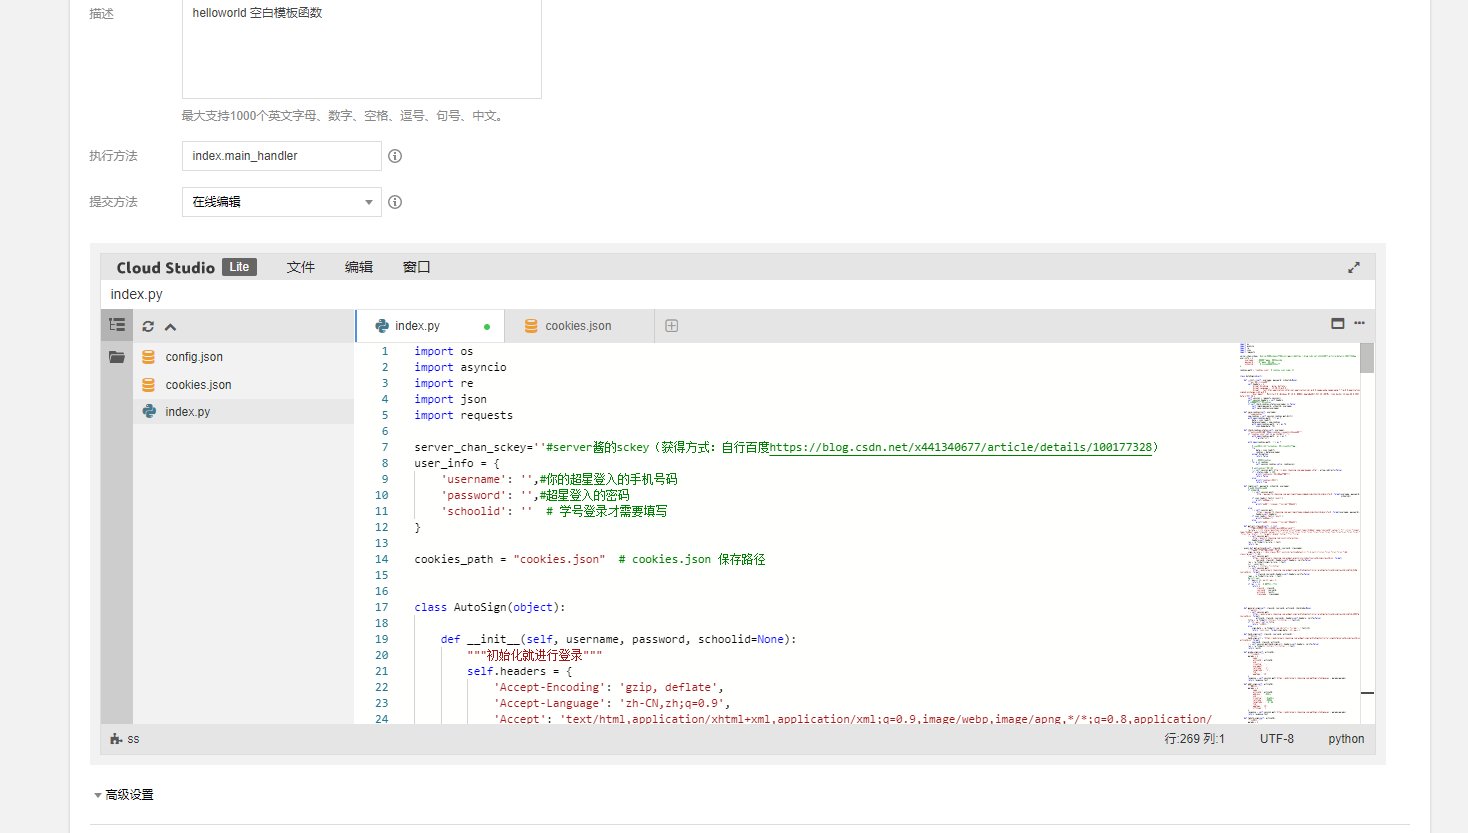 描述
helloworld 空白模板函数
最大支持1000个英文字母、数字、空格、逗号、句号、中文。
执行方法
index.main_handler
提交方法
在线编辑
Cloud Studio Lite 文件 编辑 窗口
index.py
index.py
cookies.json
config.json
cookies.json
index.py
1 import os
2 import asyncio
3 import re
4 import json
5 import requests
6
7 server_chan_sckey=''#server酱的sckey（获得方式：自行百度https://blog.csdn.net/x441340677/article/details/100177328）
8 user_info = {
9 'username': '',#你的超星登入的手机号码
10 'password': '',#超星登入的密码
11 'schoolid': ''  # 学号登录才需要填写
12 }
13
14 cookies_path = "cookies.json"  # cookies.json 保存路径
15
16
17 class AutoSign(object):
18
19 def __init__(self, username, password, schoolid=None):
20 """初始化就进行登录"""
21 self.headers = {
22 'Accept-Encoding': 'gzip, deflate',
23 'Accept-Language': 'zh-CN,zh;q=0.9',
24 'Accept': 'text/html,application/xhtml+xml,application/xml;q=0.9,image/webp,image/apng,*/*;q=0.8,application/
ss
行:269 列:1
UTF-8
python
高级设置